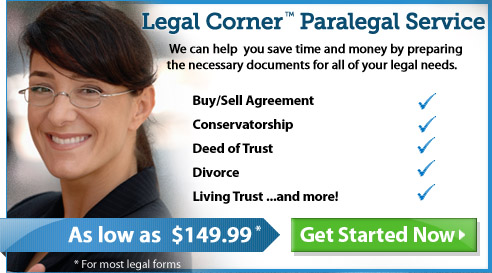 Legal Corner™ Paralegal Service
We can help you save time and money by preparing
the necessary documents for all of your legal needs.
Buy/Sell Agreement ✓
Conservatorship ✓
Deed of Trust ✓
Divorce ✓
Living Trust ...and more! ✓
As low as $149.99*
Get Started Now
* For most legal forms